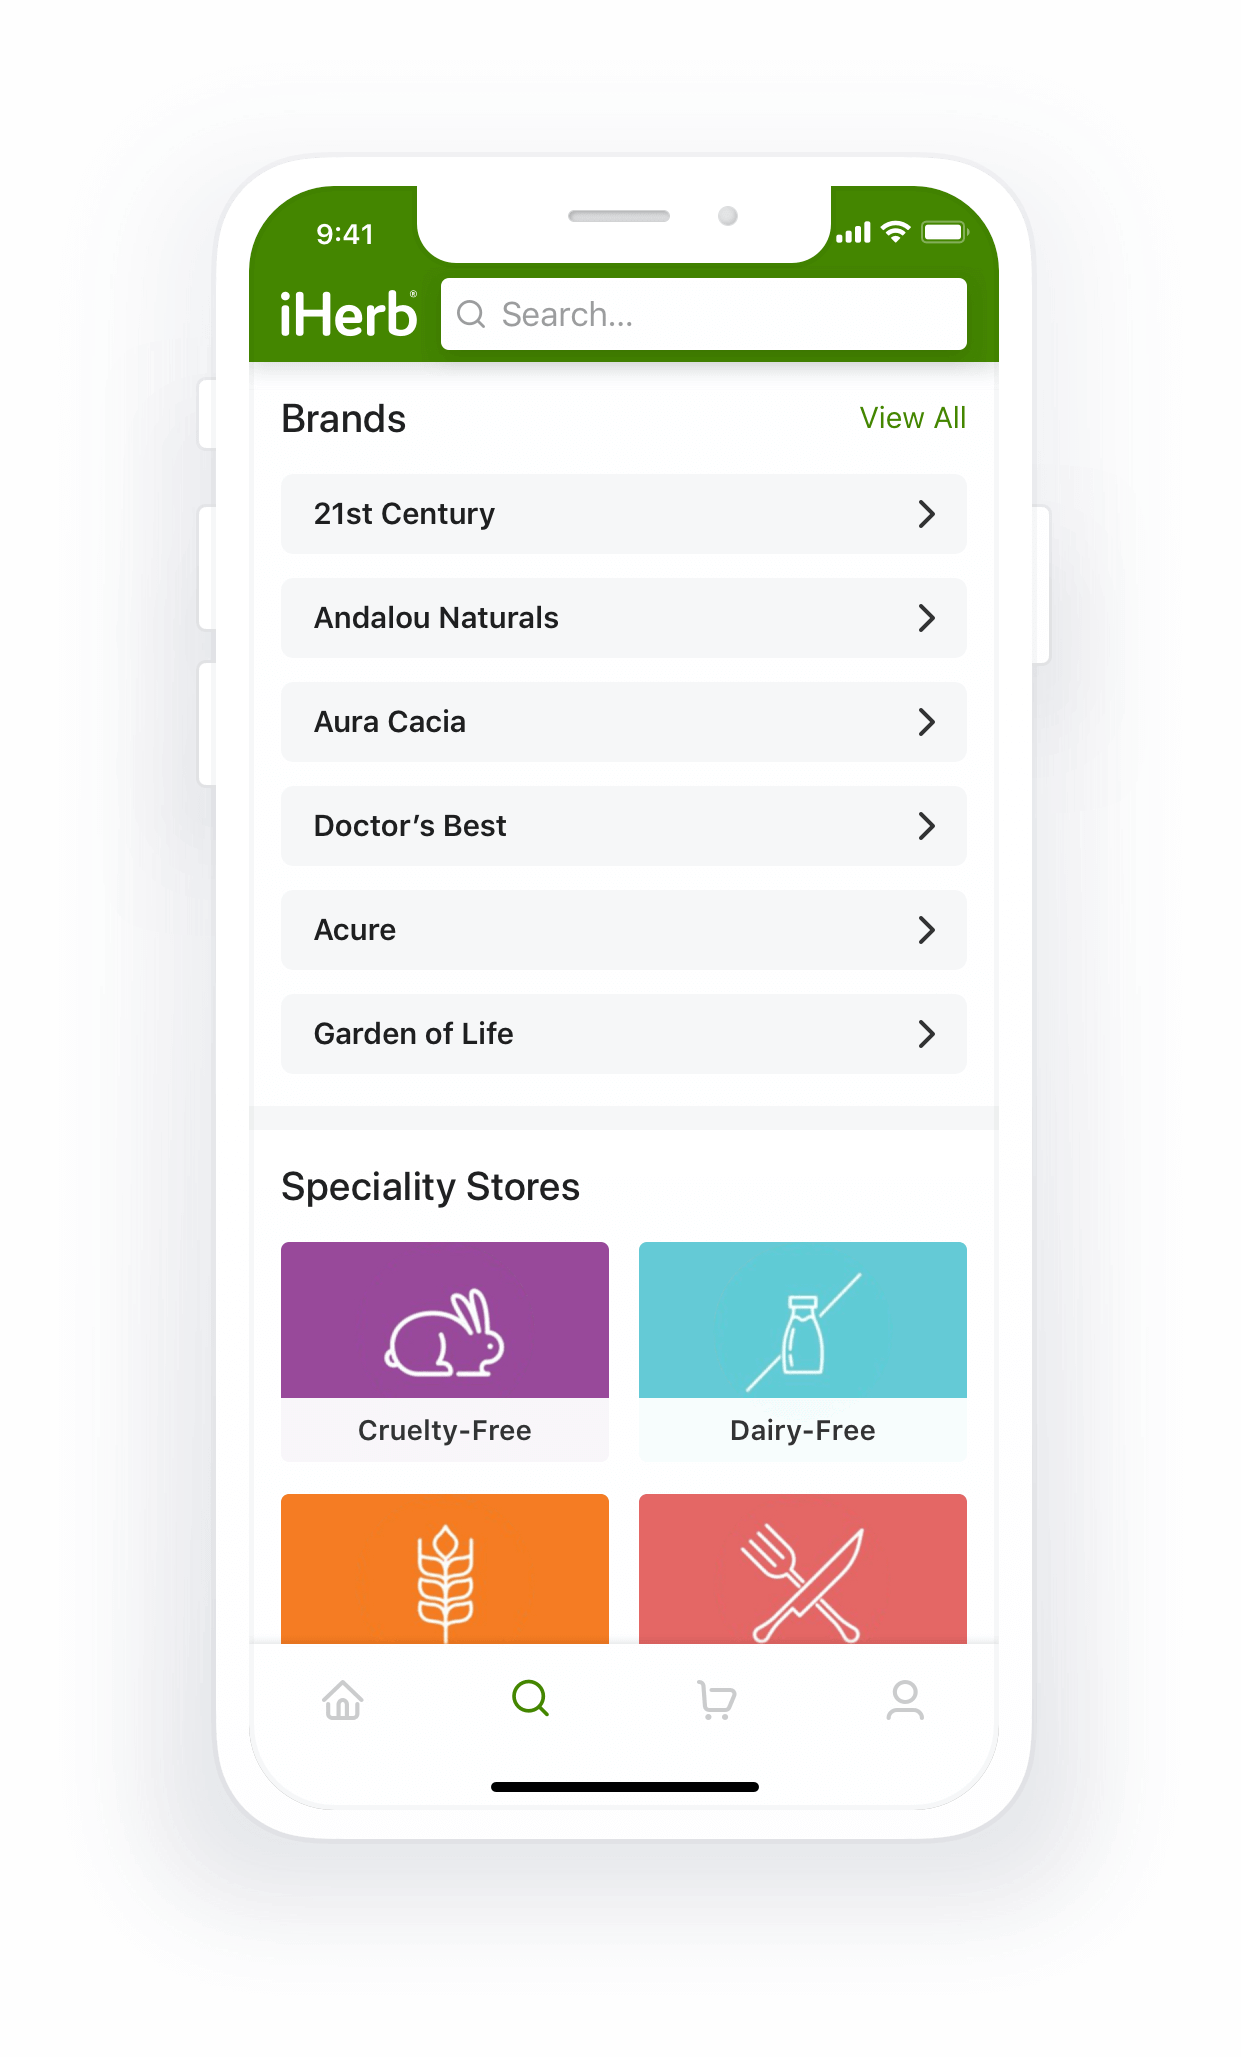 9:41
iHerb®
Search...
Brands
View All
21st Century
Andalou Naturals
Aura Cacia
Doctor’s Best
Acure
Garden of Life
Speciality Stores
Cruelty-Free
Dairy-Free